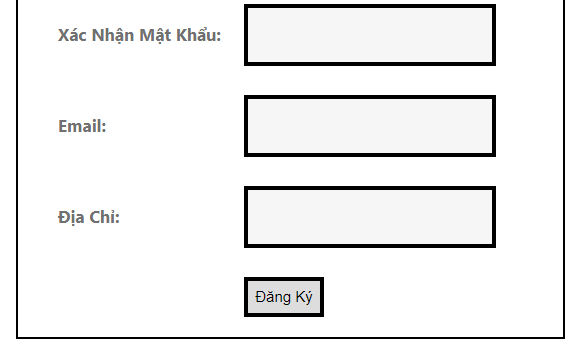 Xác Nhận Mật Khẩu:
Email:
Địa Chỉ:
Đăng Ký